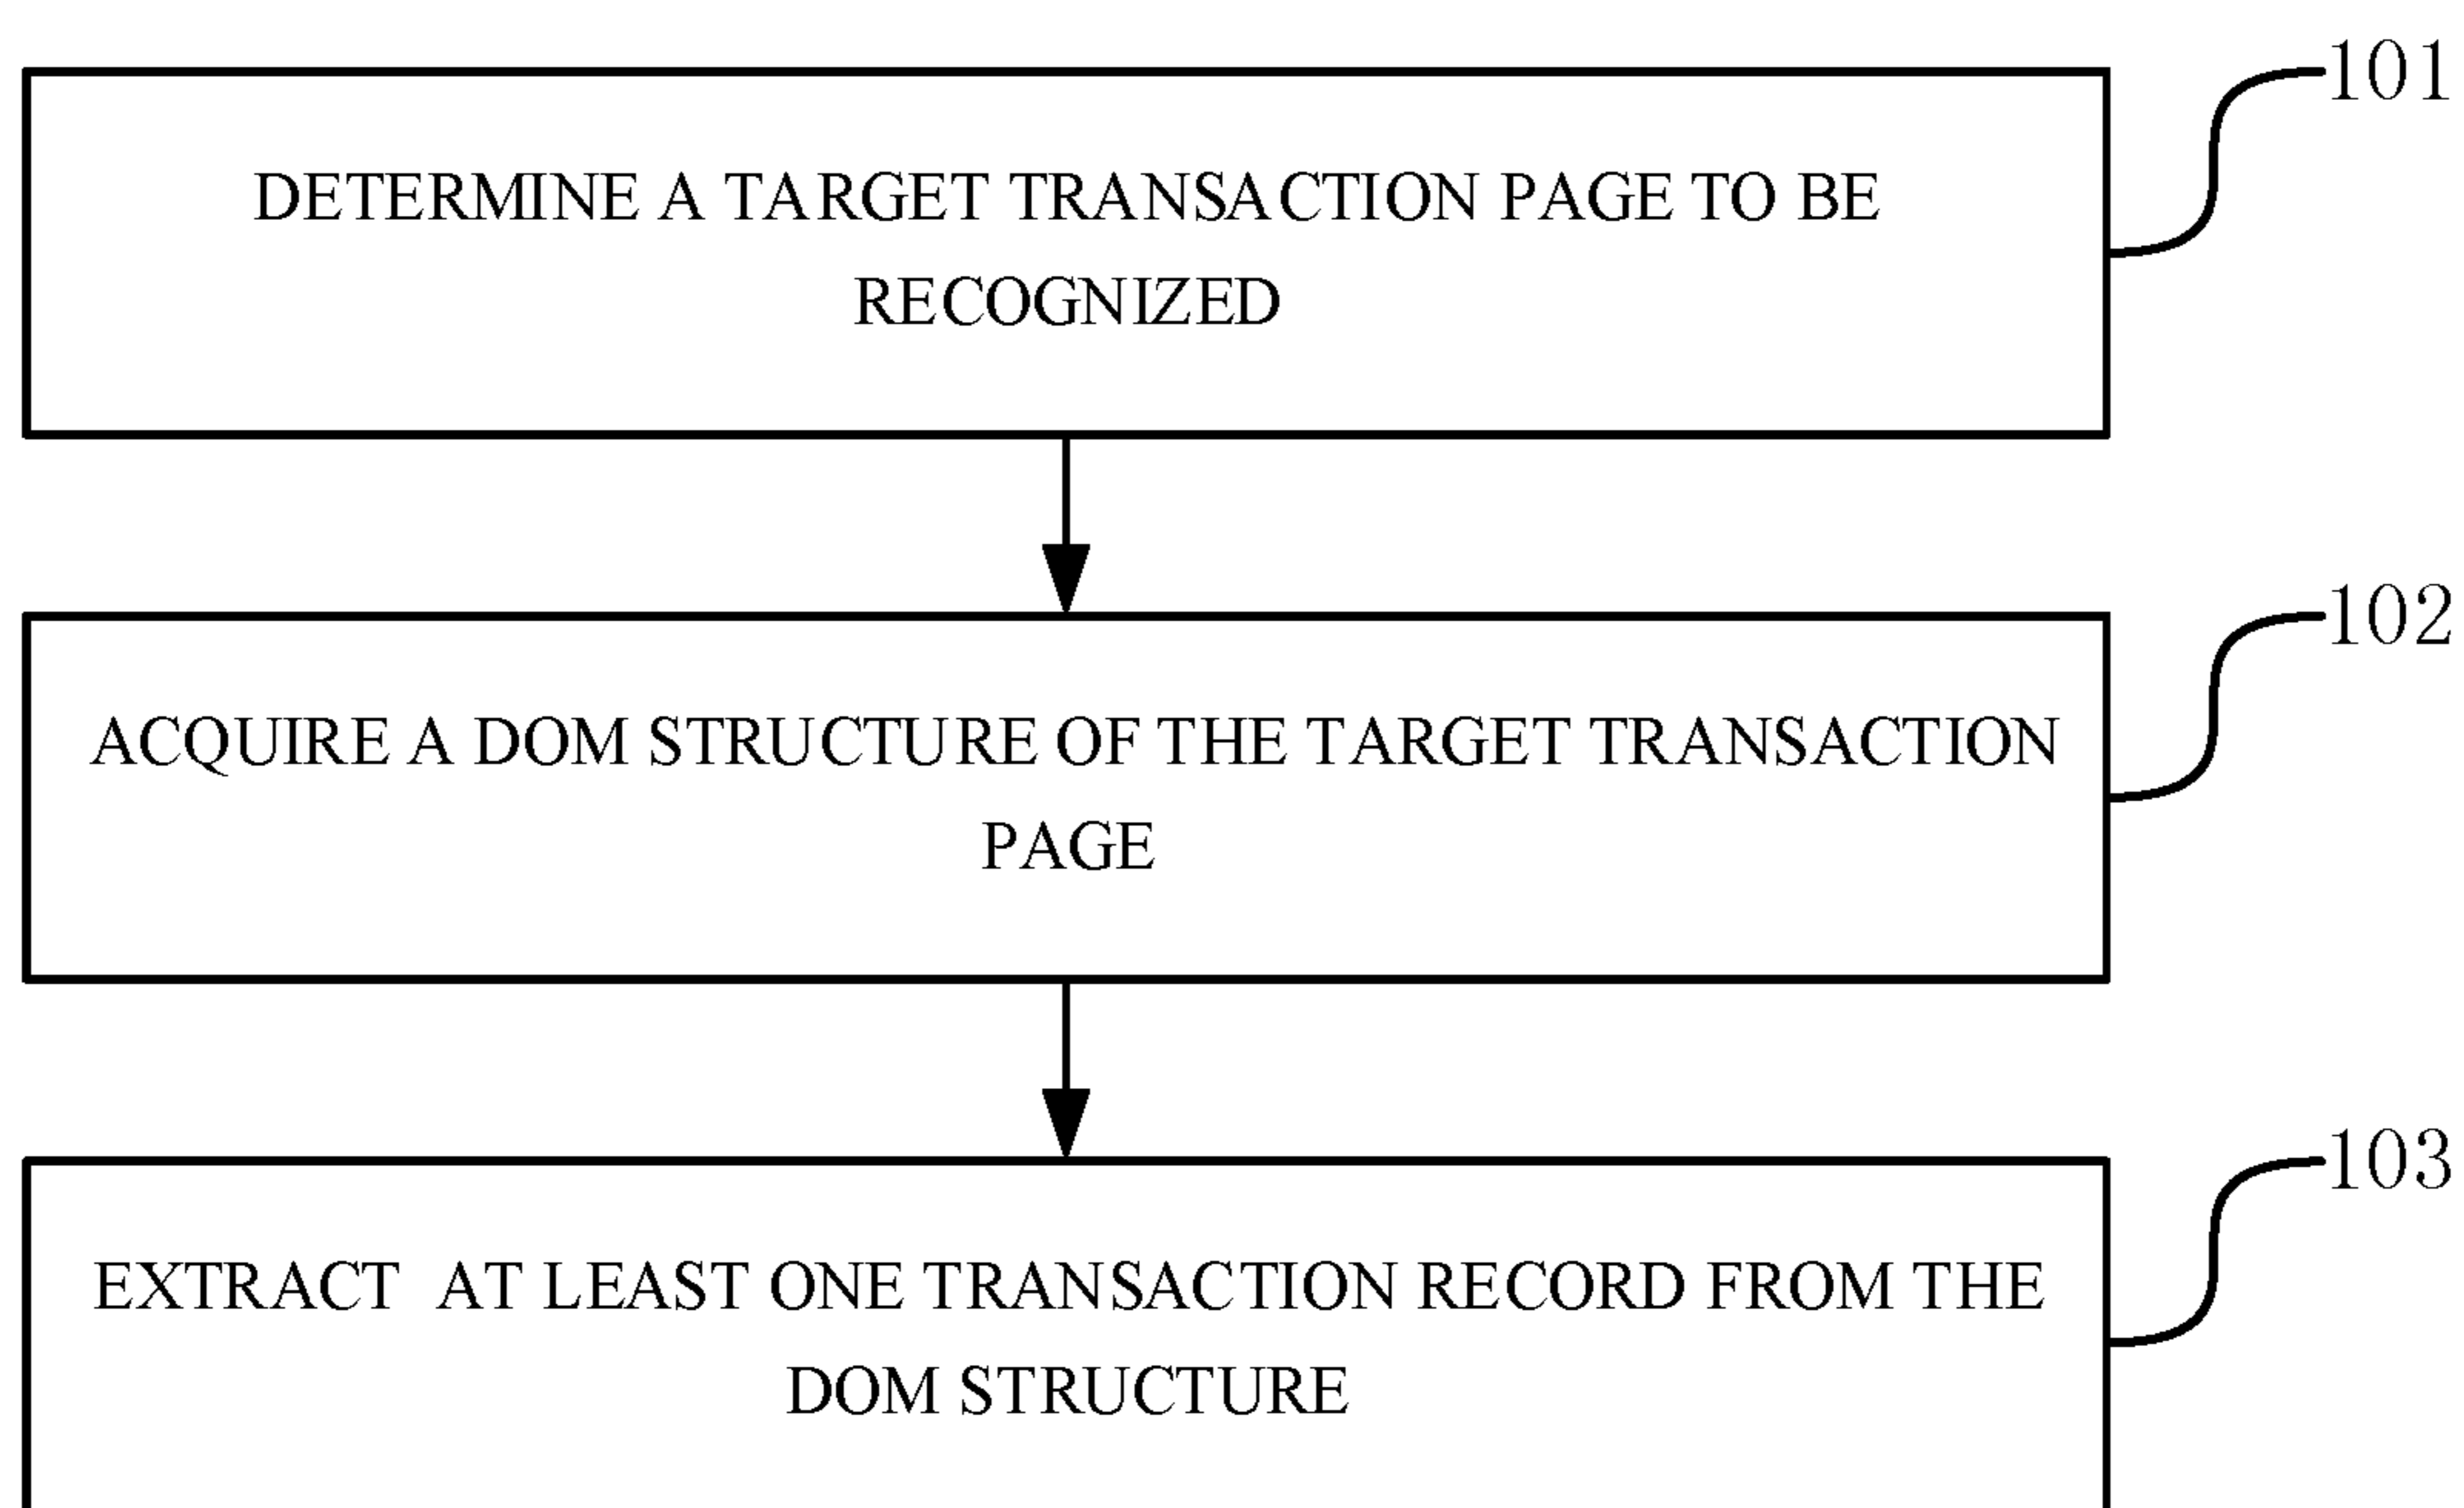 101
DETERMINE A TARGET TRANSACTION PAGE TO BE
RECOGNIZED
102
ACQUIRE A DOM STRUCTURE OF THE TARGET TRANSACTION
PAGE
103
EXTRACT AT LEAST ONE TRANSACTION RECORD FROM THE
DOM STRUCTURE